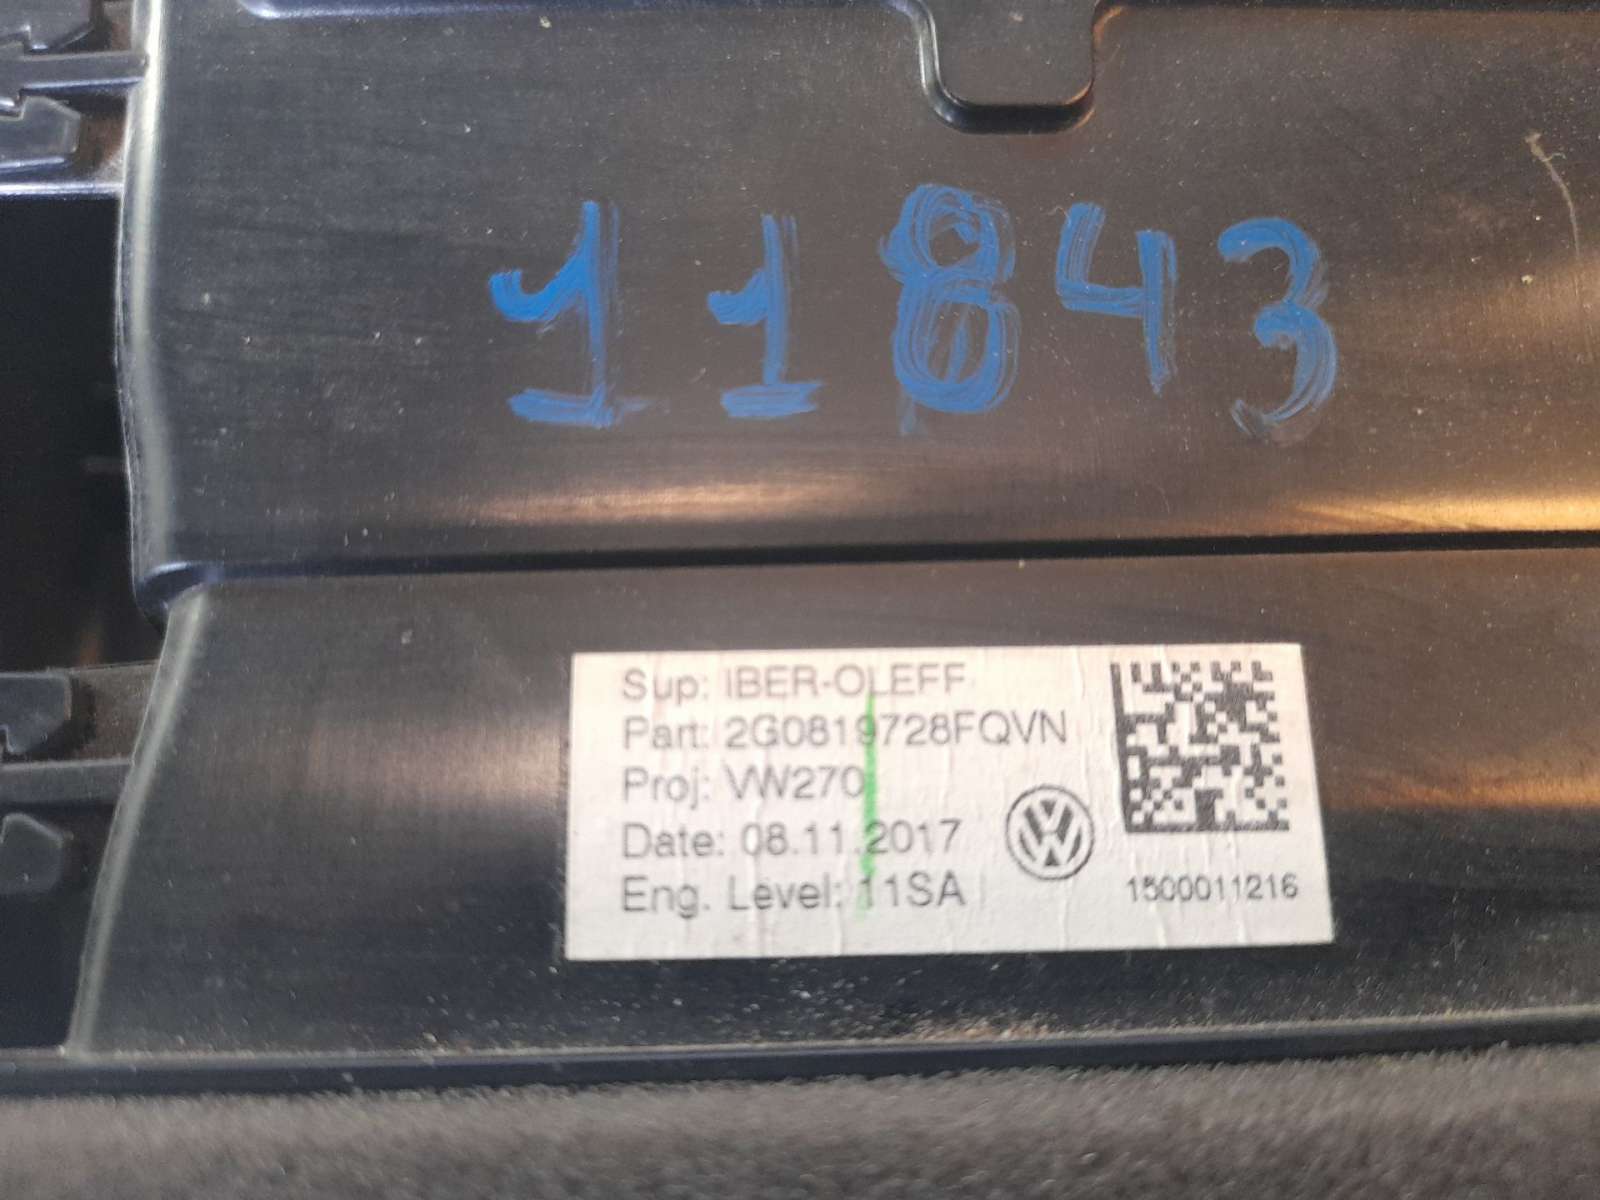 11843
Sup: IBER-OLEFF
Part: 2G0819728FQVN
Proj: VW270
Date: 08.11.2017
Eng. Level: 11SA
1500011216